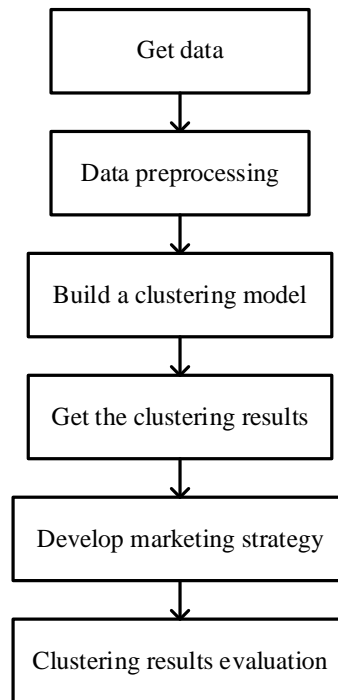 Get data
Data preprocessing
Build a clustering model
Get the clustering results
Develop marketing strategy
Clustering results evaluation